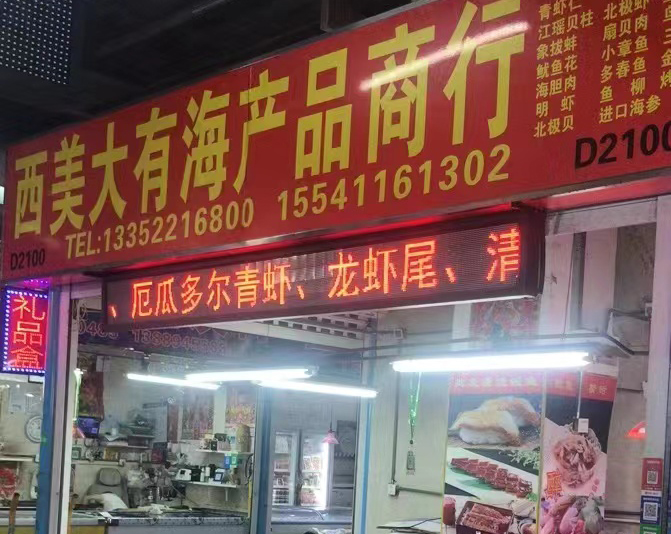 西美大有海产品商行
D2100
TEL:13352216800 15541161302
D2100
青虾仁
江瑶贝柱
象拔蚌
鱿鱼花
海胆肉
明虾
北极贝
北极虾
扇贝肉
小章鱼
多春鱼
鱼柳
进口海参
、厄瓜多尔青虾、龙虾尾、清
礼品盒